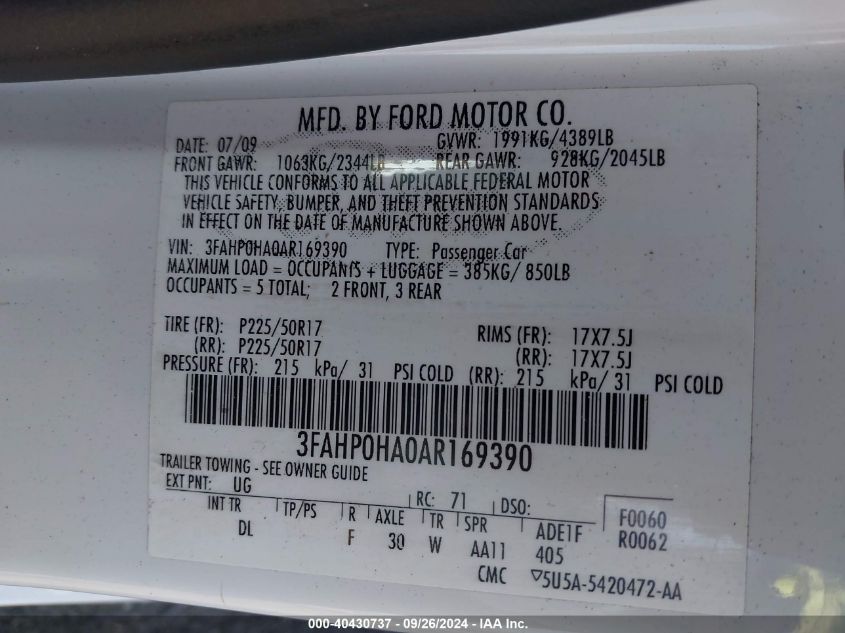 MFD. BY FORD MOTOR CO.
DATE: 07/09 GVWR: 1991KG/4389LB
FRONT GAWR: 1063KG/2344LB REAR GAWR: 928KG/2045LB
THIS VEHICLE CONFORMS TO ALL APPLICABLE FEDERAL MOTOR
VEHICLE SAFETY, BUMPER, AND THEFT PREVENTION STANDARDS
IN EFFECT ON THE DATE OF MANUFACTURE SHOWN ABOVE.
VIN: 3FAHP0HA0AR169390 TYPE: Passenger Car
MAXIMUM LOAD = OCCUPANTS + LUGGAGE = 385KG/ 850LB
OCCUPANTS = 5 TOTAL; 2 FRONT, 3 REAR
TIRE (FR): P225/50R17 RIMS (FR): 17X7.5J
(RR): P225/50R17 (RR): 17X7.5J
PRESSURE (FR): 215 kPa/ 31 PSI COLD (RR): 215 kPa/ 31 PSI COLD
3FAHP0HA0AR169390
TRAILER TOWING - SEE OWNER GUIDE
EXT PNT: UG RC: 71 DSO: F0060
INT TR TP/PS R AXLE TR SPR ADE1F R0062
DL F 30 W AA11 405
CMC ▽5U5A-5420472-AA
000-40430737 - 09/26/2024 - IAA Inc.